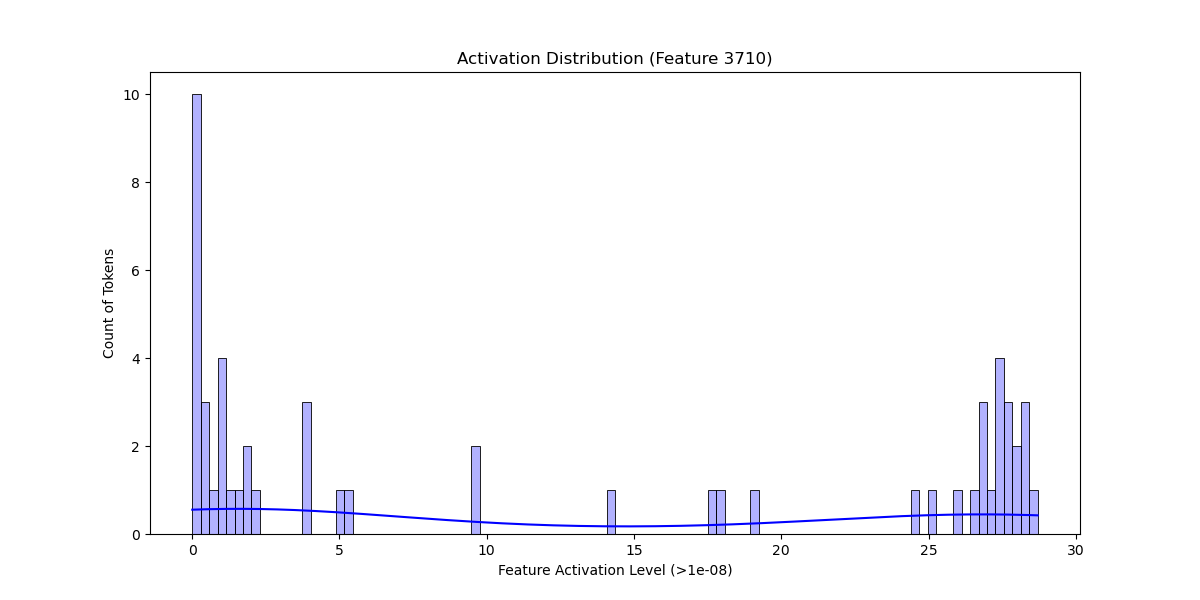 Activation Distribution (Feature 3710)
10
8
6
4
2
0
Count of Tokens
0 5 10 15 20 25 30
Feature Activation Level (>1e-08)